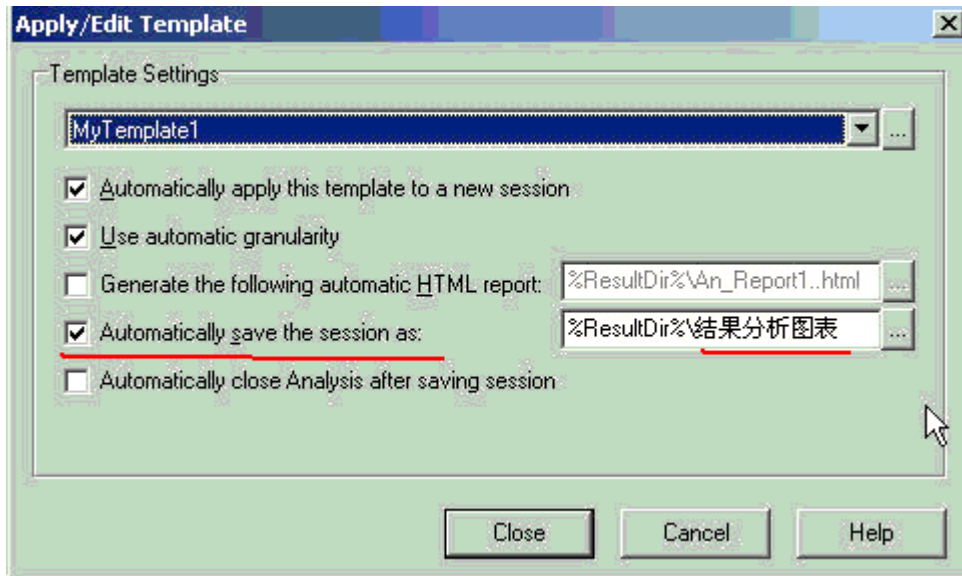 Apply/Edit Template
Template Settings
MyTemplate1 ...
Automatically apply this template to a new session
Use automatic granularity
Generate the following automatic HTML report: %ResultDir%\An_Report1..html ...
Automatically save the session as: %ResultDir%\结果分析图表 ...
Automatically close Analysis after saving session
Close Cancel Help